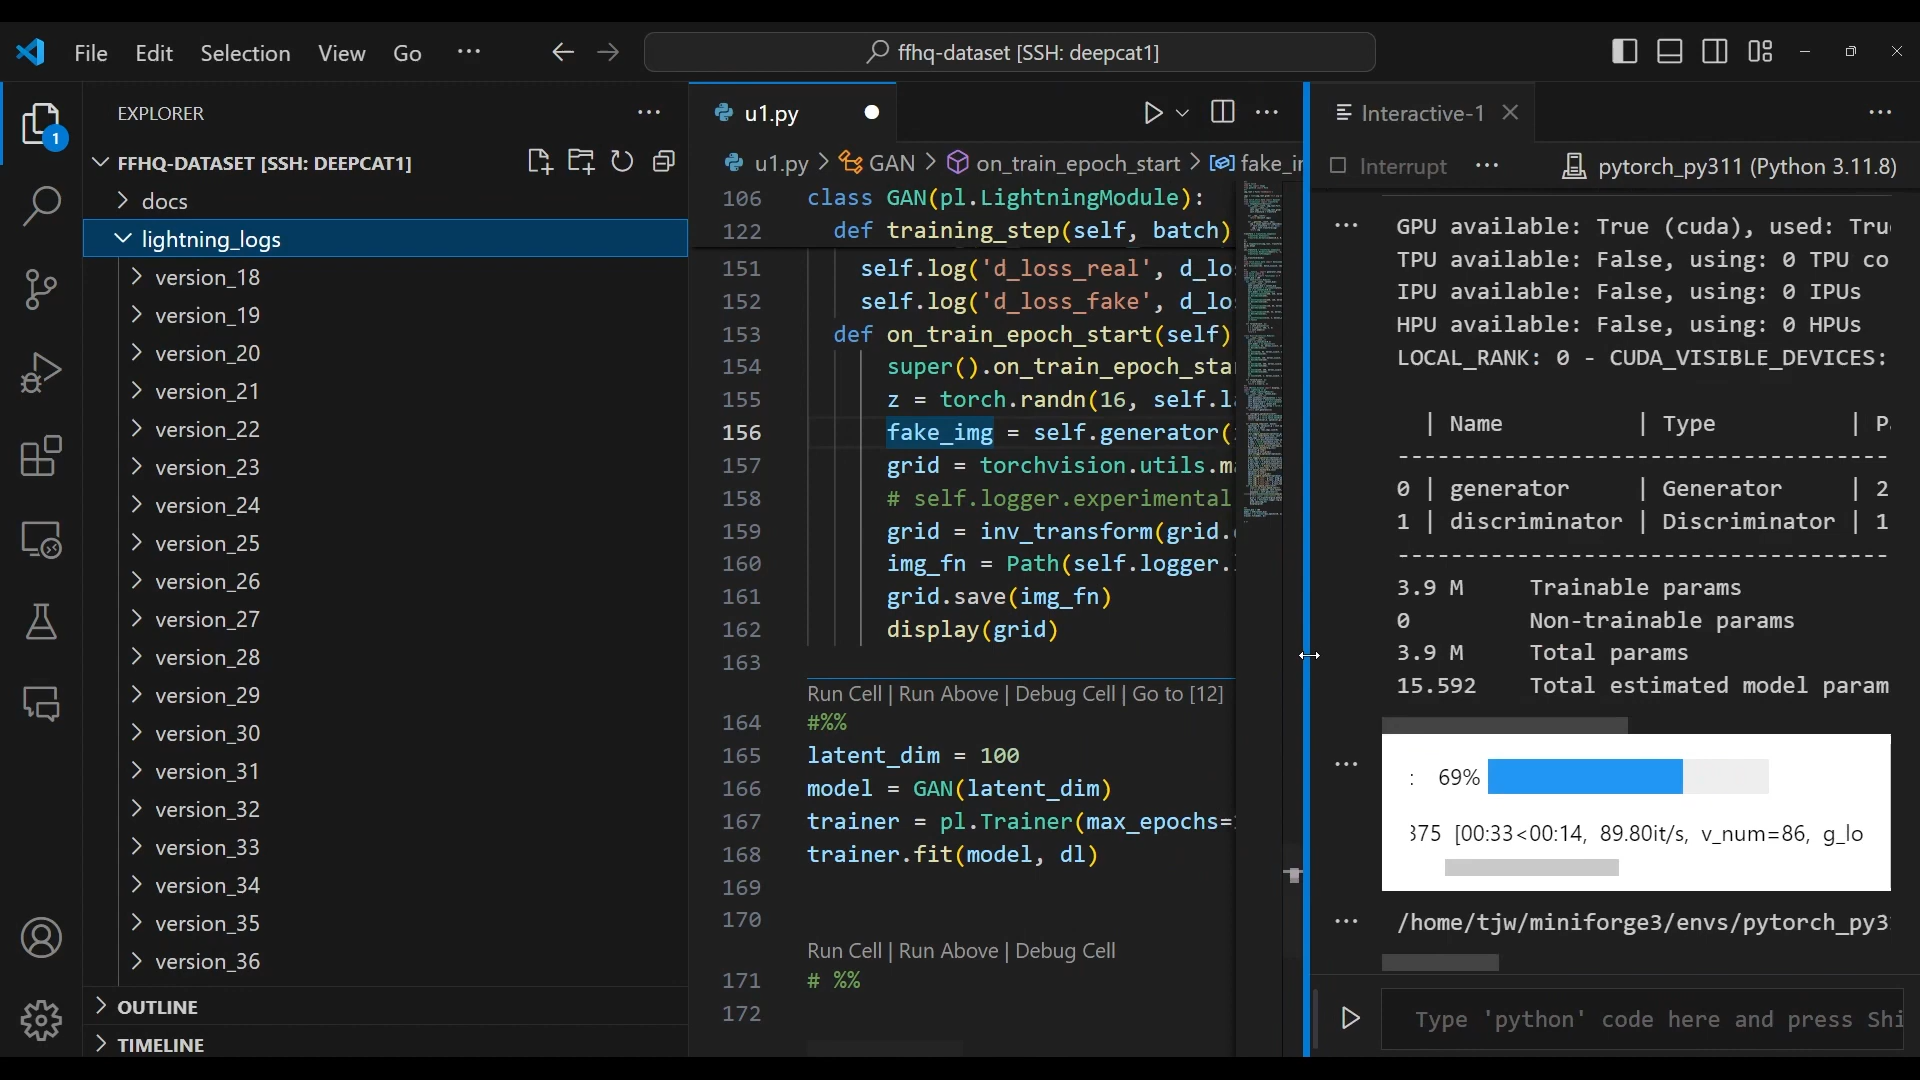 File Edit Selection View Go ···
ffhq-dataset [SSH: deepcat1]
EXPLORER
1
FFHQ-DATASET [SSH: DEEPCAT1]
docs
lightning_logs
version_18
version_19
version_20
version_21
version_22
version_23
version_24
version_25
version_26
version_27
version_28
version_29
version_30
version_31
version_32
version_33
version_34
version_35
version_36
OUTLINE
TIMELINE
u1.py
u1.py > GAN > on_train_epoch_start > fake_i
106 class GAN(pl.LightningModule):
122 def training_step(self, batch)
151 self.log('d_loss_real', d_lo
152 self.log('d_loss_fake', d_lo
153 def on_train_epoch_start(self)
154 super().on_train_epoch_sta
155 z = torch.randn(16, self.l
156 fake_img = self.generator(
157 grid = torchvision.utils.m
158 # self.logger.experimental
159 grid = inv_transform(grid.
160 img_fn = Path(self.logger.
161 grid.save(img_fn)
162 display(grid)
163
Run Cell | Run Above | Debug Cell | Go to [12]
164 #%%
165 latent_dim = 100
166 model = GAN(latent_dim)
167 trainer = pl.Trainer(max_epochs=
168 trainer.fit(model, dl)
169
170
Run Cell | Run Above | Debug Cell
171 # %%
172
Interactive-1
Interrupt ··· pytorch_py311 (Python 3.11.8)
GPU available: True (cuda), used: Tru
TPU available: False, using: 0 TPU co
IPU available: False, using: 0 IPUs
HPU available: False, using: 0 HPUs
LOCAL_RANK: 0 - CUDA_VISIBLE_DEVICES:
| Name | Type | P
-------------------------------------
0 | generator | Generator | 2
1 | discriminator | Discriminator | 1
-------------------------------------
3.9 M Trainable params
0 Non-trainable params
3.9 M Total params
15.592 Total estimated model param
: 69%
375 [00:33<00:14, 89.80it/s, v_num=86, g_lo
/home/tjw/miniforge3/envs/pytorch_py3
Type 'python' code here and press Shi